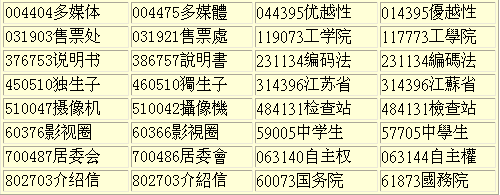 004404多媒体 004475多媒體 044395优越性 014395優越性
031903售票处 031921售票處 119073工学院 117773工學院
376753说明书 386757說明書 231134编码法 231134編碼法
450510独生子 460510獨生子 314396江苏省 314396江蘇省
510047摄像机 510042攝像機 484131检查站 484131檢查站
60376影视圈 60366影視圈 59005中学生 57705中學生
700487居委会 700486居委會 063140自主权 063144自主權
802703介绍信 802703介紹信 60073国务院 61873國務院